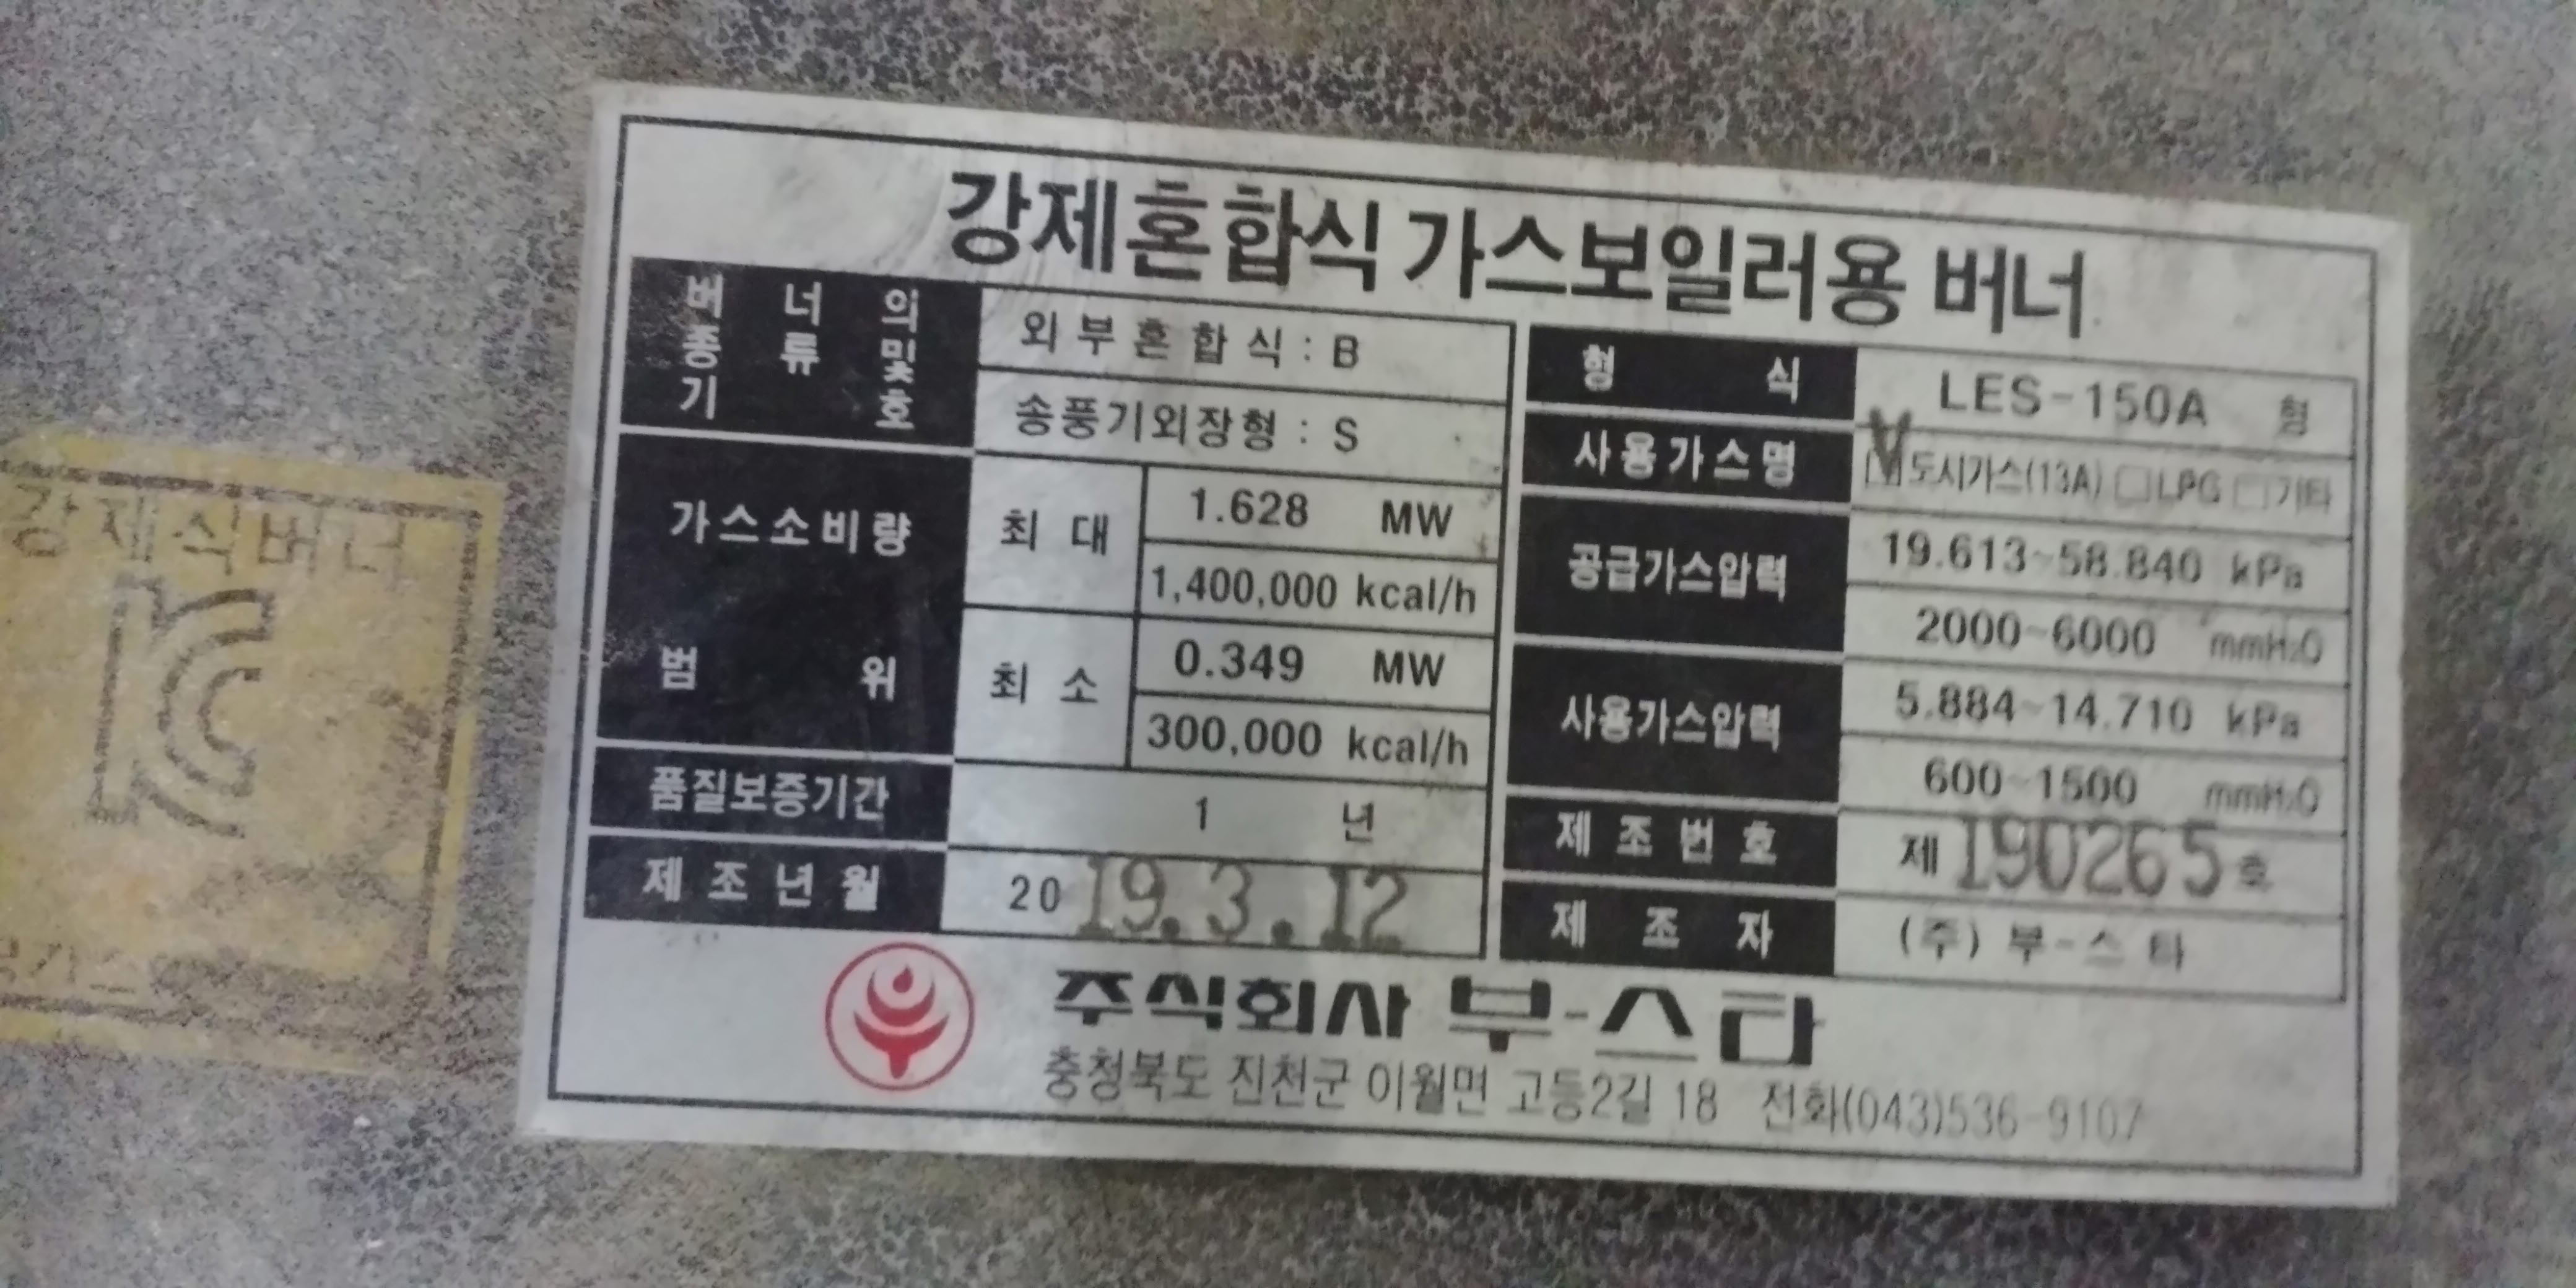 강제혼합식 가스보일러용 버너
버 너 의
종 류 및
기 호
외부혼합식 : B
송풍기외장형 : S
가스소비량
범 위
최 대
1.628 MW
1,400,000 kcal/h
최 소
0.349 MW
300,000 kcal/h
품질보증기간
1 년
제조년월
20 19.3.12
형 식
LES-150A 형
사용가스명
V 도시가스(13A) □LPG □기타
공급가스압력
19.613~58.840 kPa
2000~6000 mmH₂O
사용가스압력
5.884~14.710 kPa
600~1500 mmH₂O
제조번호
제 190265 호
제 조 자
(주) 부-스타
주식회사 부-스타
충청북도 진천군 이월면 고등2길 18 전화(043)536-9107
강제식버너
KC